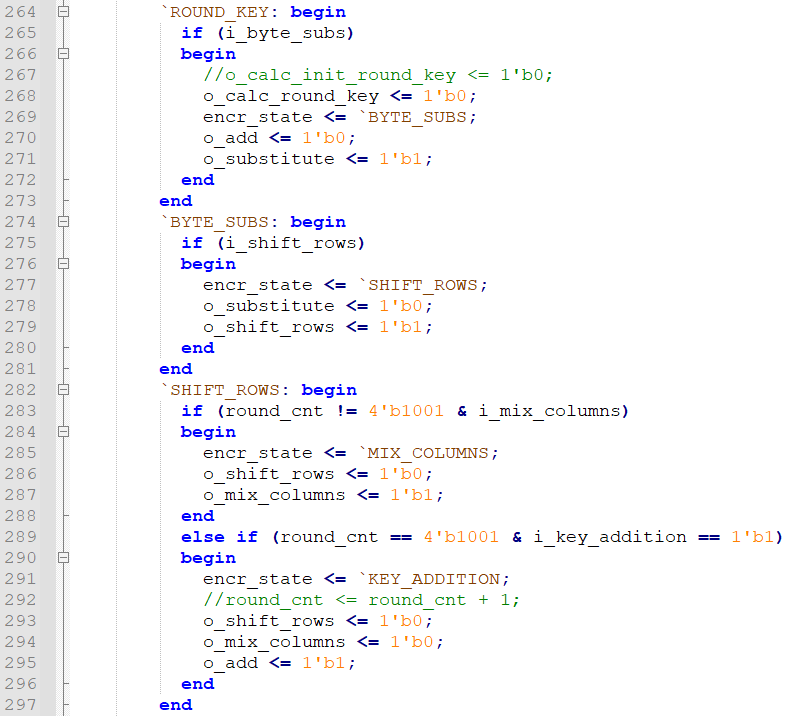 264 `ROUND_KEY: begin
265 if (i_byte_subs)
266 begin
267 //o_calc_init_round_key <= 1'b0;
268 o_calc_round_key <= 1'b0;
269 encr_state <= `BYTE_SUBS;
270 o_add <= 1'b0;
271 o_substitute <= 1'b1;
272 end
273 end
274 `BYTE_SUBS: begin
275 if (i_shift_rows)
276 begin
277 encr_state <= `SHIFT_ROWS;
278 o_substitute <= 1'b0;
279 o_shift_rows <= 1'b1;
280 end
281 end
282 `SHIFT_ROWS: begin
283 if (round_cnt != 4'b1001 & i_mix_columns)
284 begin
285 encr_state <= `MIX_COLUMNS;
286 o_shift_rows <= 1'b0;
287 o_mix_columns <= 1'b1;
288 end
289 else if (round_cnt == 4'b1001 & i_key_addition == 1'b1)
290 begin
291 encr_state <= `KEY_ADDITION;
292 //round_cnt <= round_cnt + 1;
293 o_shift_rows <= 1'b0;
294 o_mix_columns <= 1'b0;
295 o_add <= 1'b1;
296 end
297 end